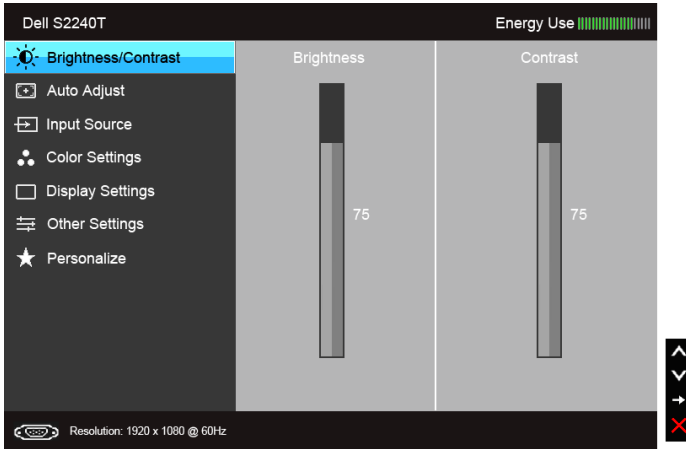 Dell S2240T
Energy Use
Brightness/Contrast
Auto Adjust
Input Source
Color Settings
Display Settings
Other Settings
Personalize
Brightness
Contrast
75
75
Resolution: 1920 x 1080 @ 60Hz